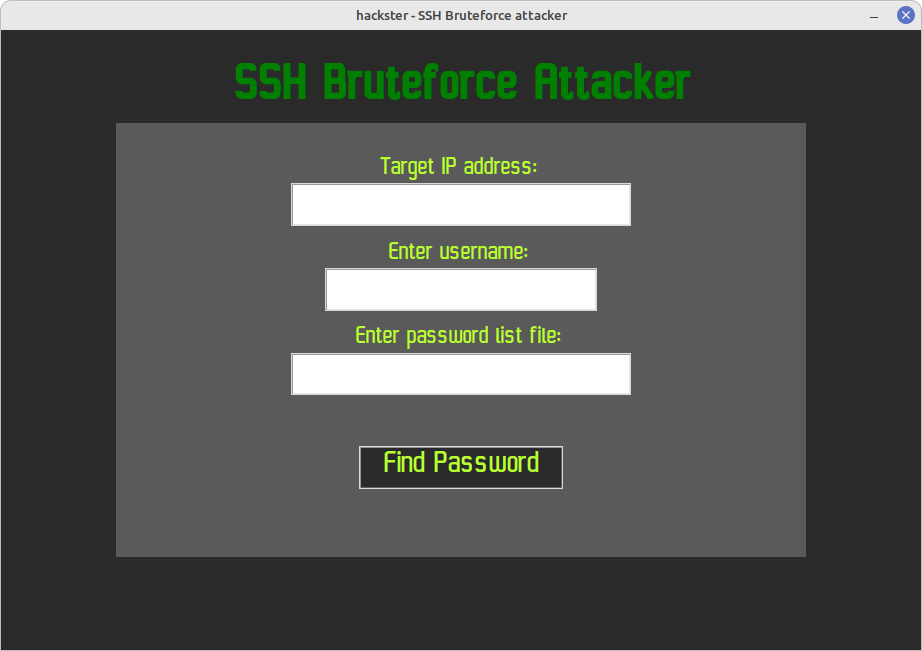 hackster - SSH Bruteforce attacker
SSH Bruteforce Attacker
Target IP address:
Enter username:
Enter password list file:
Find Password